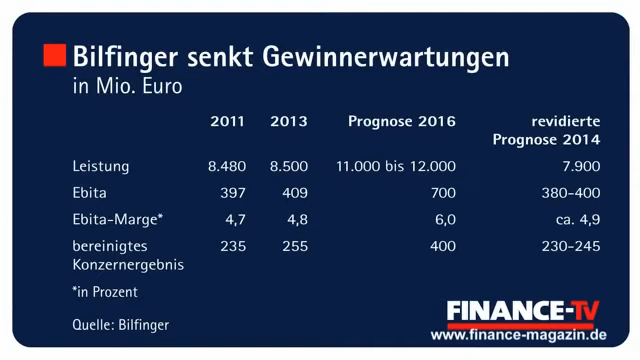 Bilfinger senkt Gewinnerwartungen
in Mio. Euro
2011 2013 Prognose 2016 revidierte Prognose 2014
Leistung 8.480 8.500 11.000 bis 12.000 7.900
Ebita 397 409 700 380-400
Ebita-Marge* 4,7 4,8 6,0 ca. 4,9
bereinigtes Konzernergebnis 235 255 400 230-245
*in Prozent
Quelle: Bilfinger
FINANCE-TV
www.finance-magazin.de